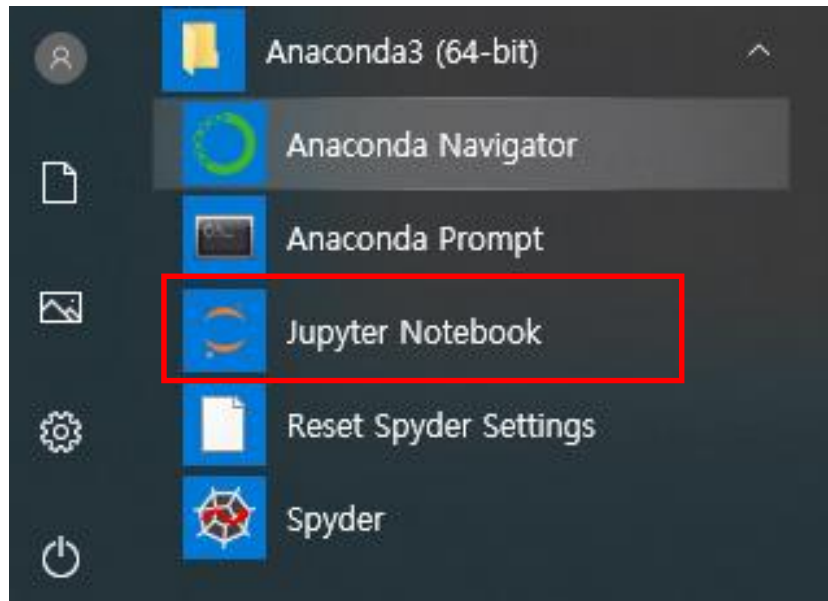 Anaconda3 (64-bit)
Anaconda Navigator
Anaconda Prompt
Jupyter Notebook
Reset Spyder Settings
Spyder